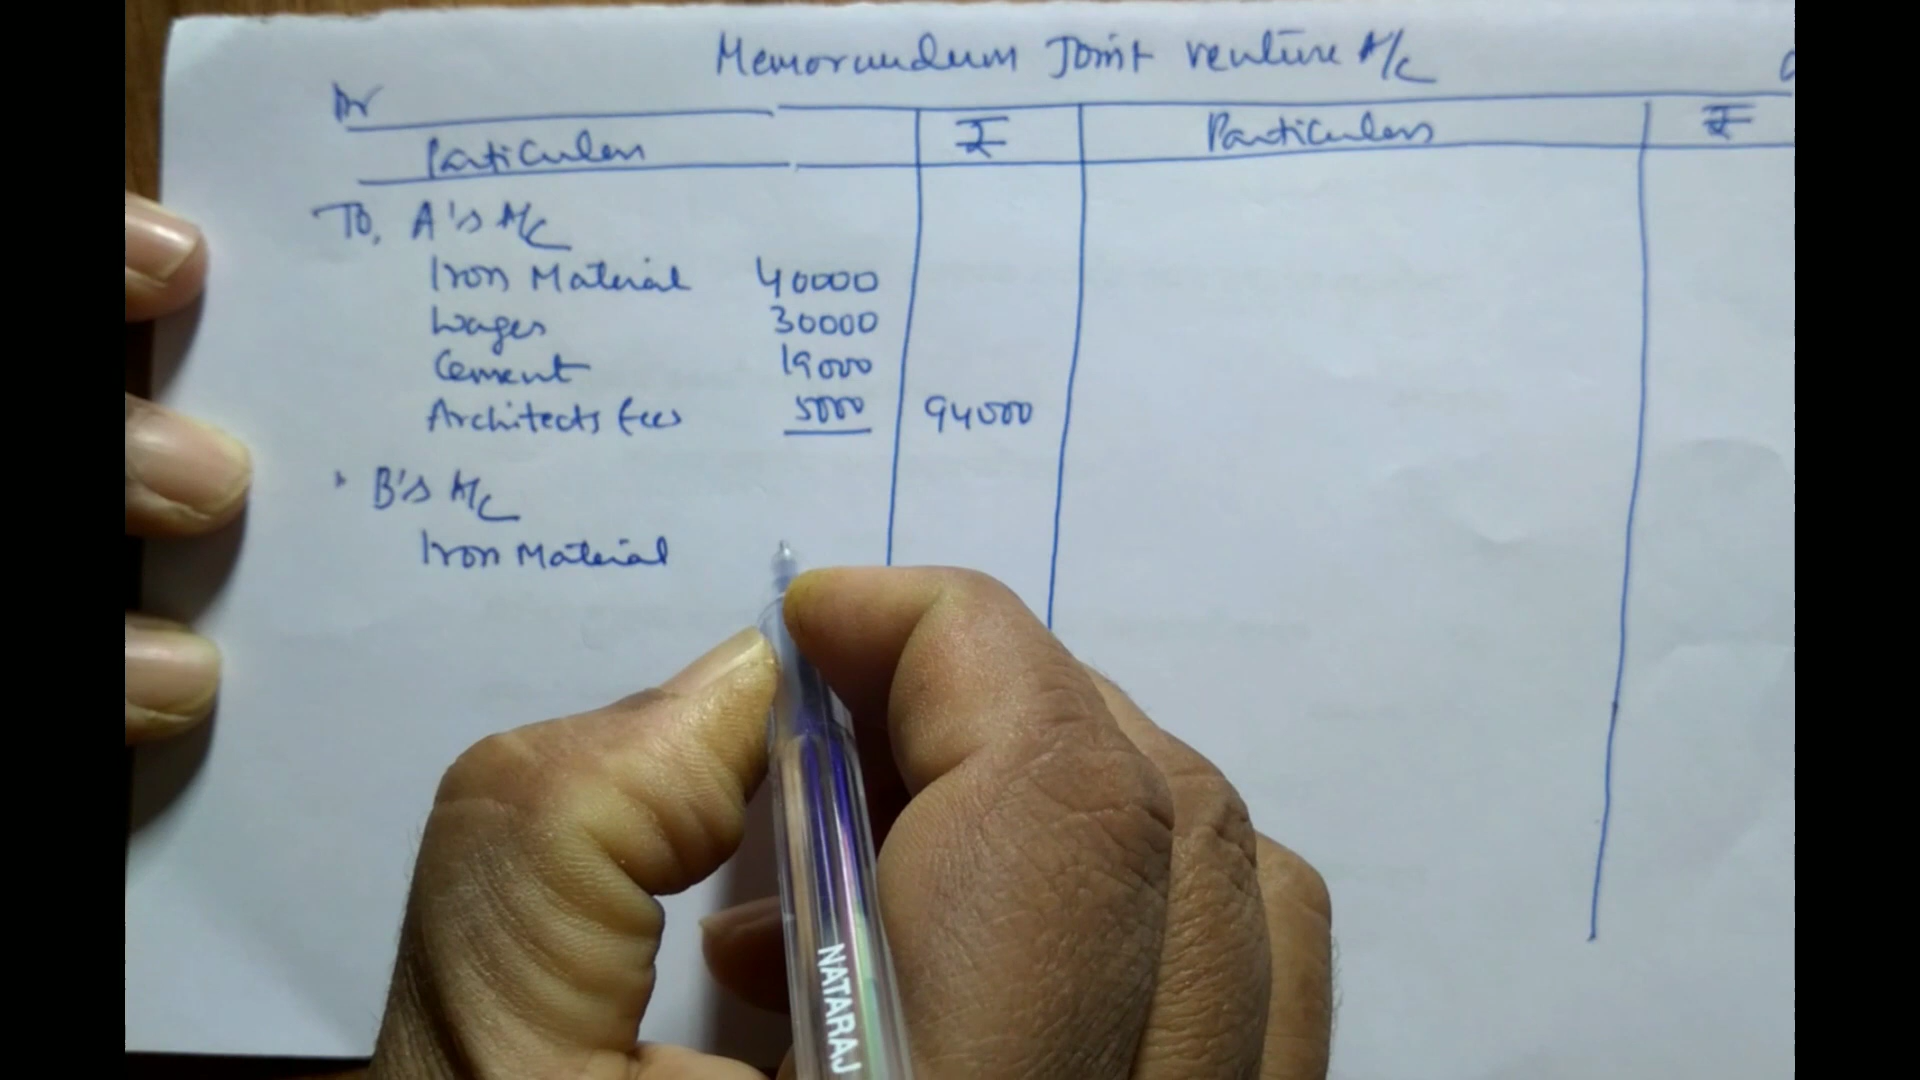 Memorandum Joint venture A/c
Dr
Particulars ₹ Particulars ₹
To, A's A/c
Iron Material 40000
Wages 30000
Cement 19000
Architects fees 5000 94000
" B's A/c
Iron Material
NATARAJ